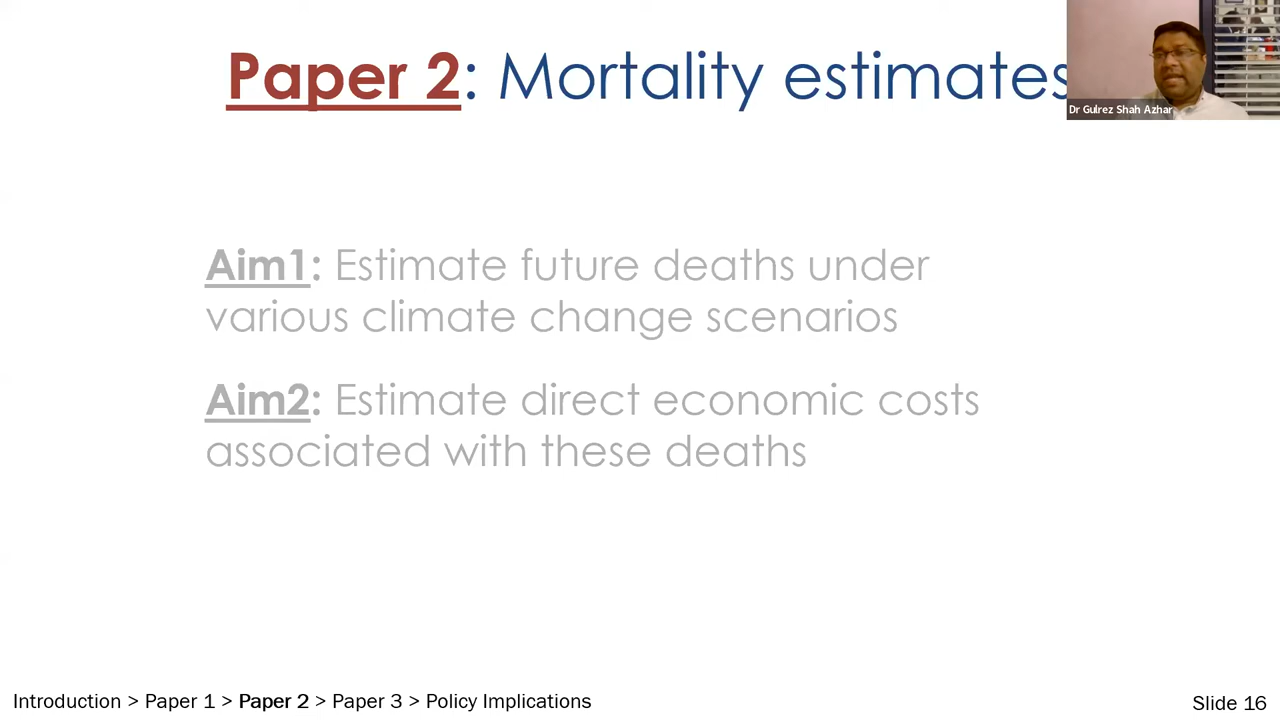 Paper 2: Mortality estimates
Dr Gulrez Shah Azhar
Aim1: Estimate future deaths under
various climate change scenarios
Aim2: Estimate direct economic costs
associated with these deaths
Introduction > Paper 1 > Paper 2 > Paper 3 > Policy Implications
Slide 16